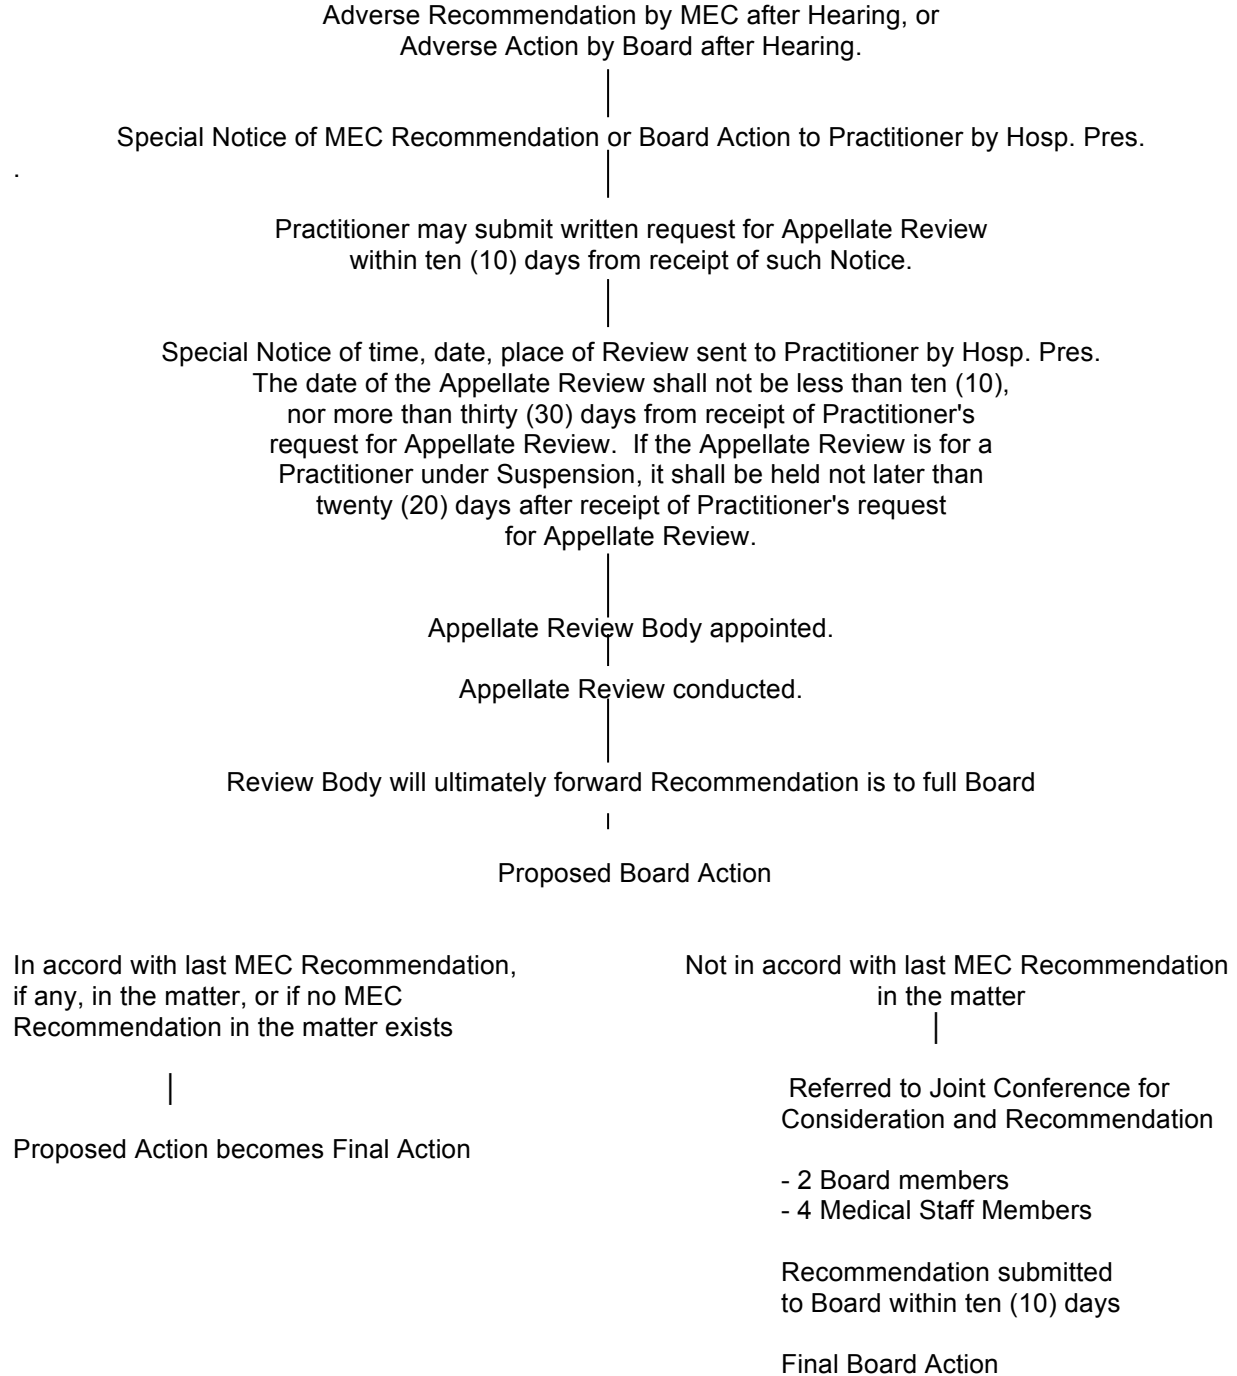 Adverse Recommendation by MEC after Hearing, or
Adverse Action by Board after Hearing.
Special Notice of MEC Recommendation or Board Action to Practitioner by Hosp. Pres.
.
Practitioner may submit written request for Appellate Review
within ten (10) days from receipt of such Notice.
Special Notice of time, date, place of Review sent to Practitioner by Hosp. Pres.
The date of the Appellate Review shall not be less than ten (10),
nor more than thirty (30) days from receipt of Practitioner's
request for Appellate Review.  If the Appellate Review is for a
Practitioner under Suspension, it shall be held not later than
twenty (20) days after receipt of Practitioner's request
for Appellate Review.
Appellate Review Body appointed.
Appellate Review conducted.
Review Body will ultimately forward Recommendation is to full Board
Proposed Board Action
In accord with last MEC Recommendation,
if any, in the matter, or if no MEC
Recommendation in the matter exists
Proposed Action becomes Final Action
Not in accord with last MEC Recommendation
in the matter
Referred to Joint Conference for
Consideration and Recommendation
- 2 Board members
- 4 Medical Staff Members
Recommendation submitted
to Board within ten (10) days
Final Board Action